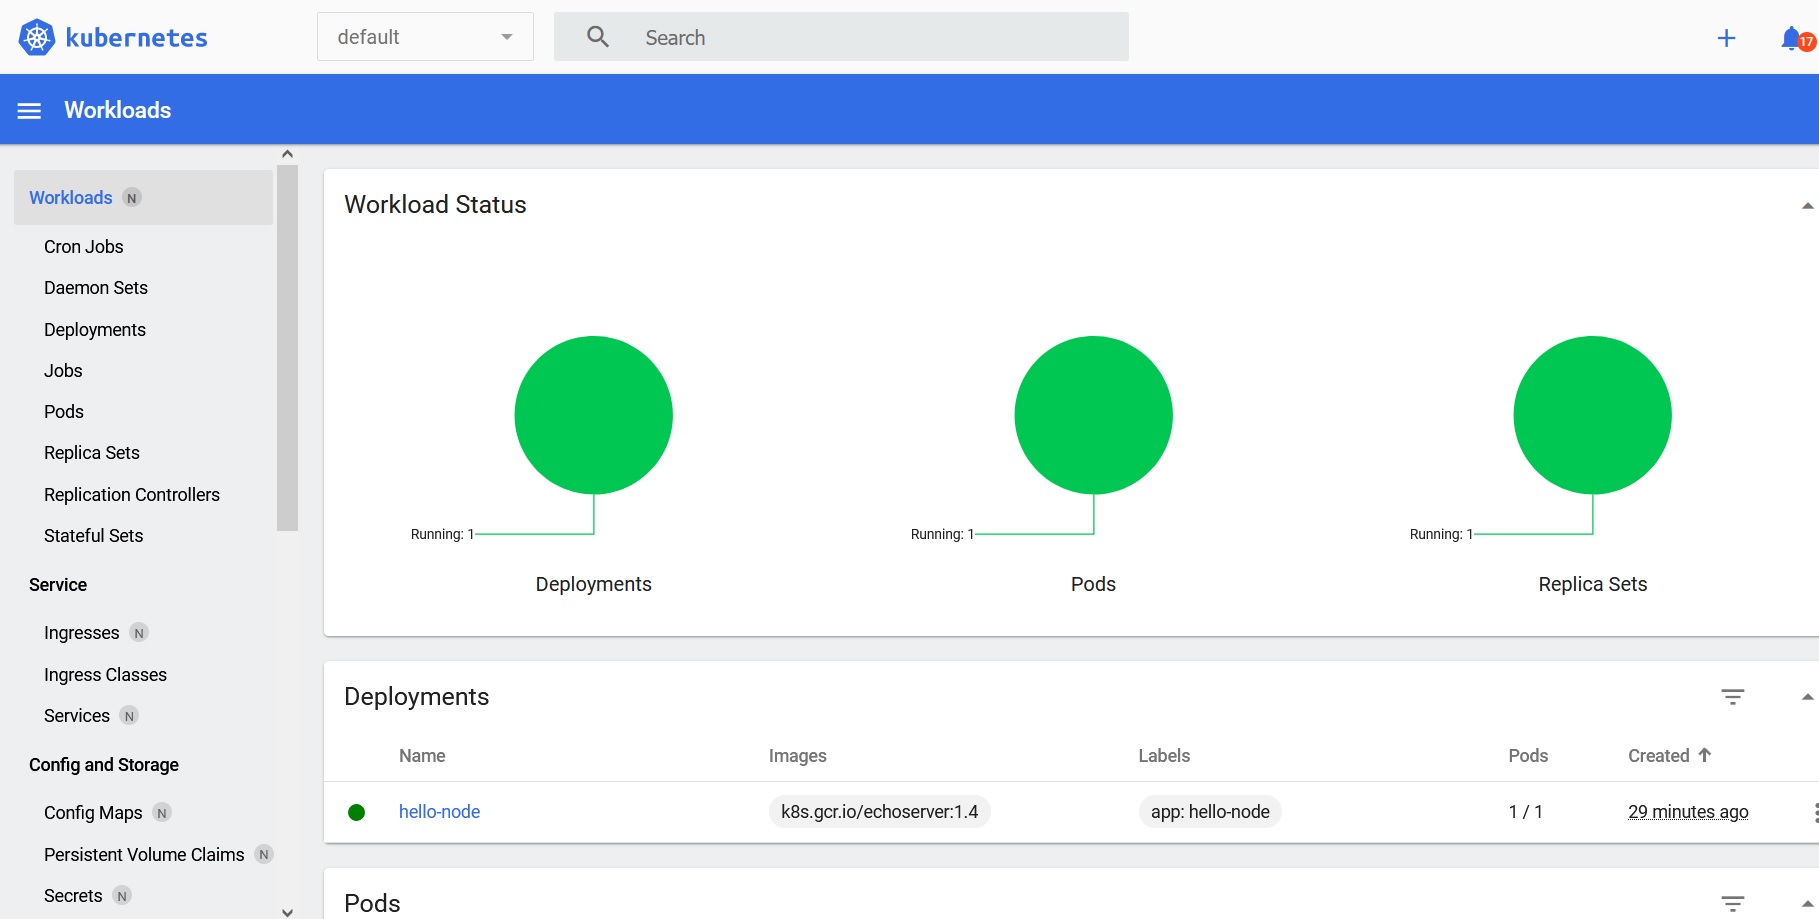 kubernetes
default
Search
17
Workloads
Workloads N
Cron Jobs
Daemon Sets
Deployments
Jobs
Pods
Replica Sets
Replication Controllers
Stateful Sets
Service
Ingresses N
Ingress Classes
Services N
Config and Storage
Config Maps N
Persistent Volume Claims N
Secrets N
Workload Status
Running: 1
Deployments
Running: 1
Pods
Running: 1
Replica Sets
Deployments
Name Images Labels Pods Created
hello-node k8s.gcr.io/echoserver:1.4 app: hello-node 1 / 1 29 minutes ago
Pods